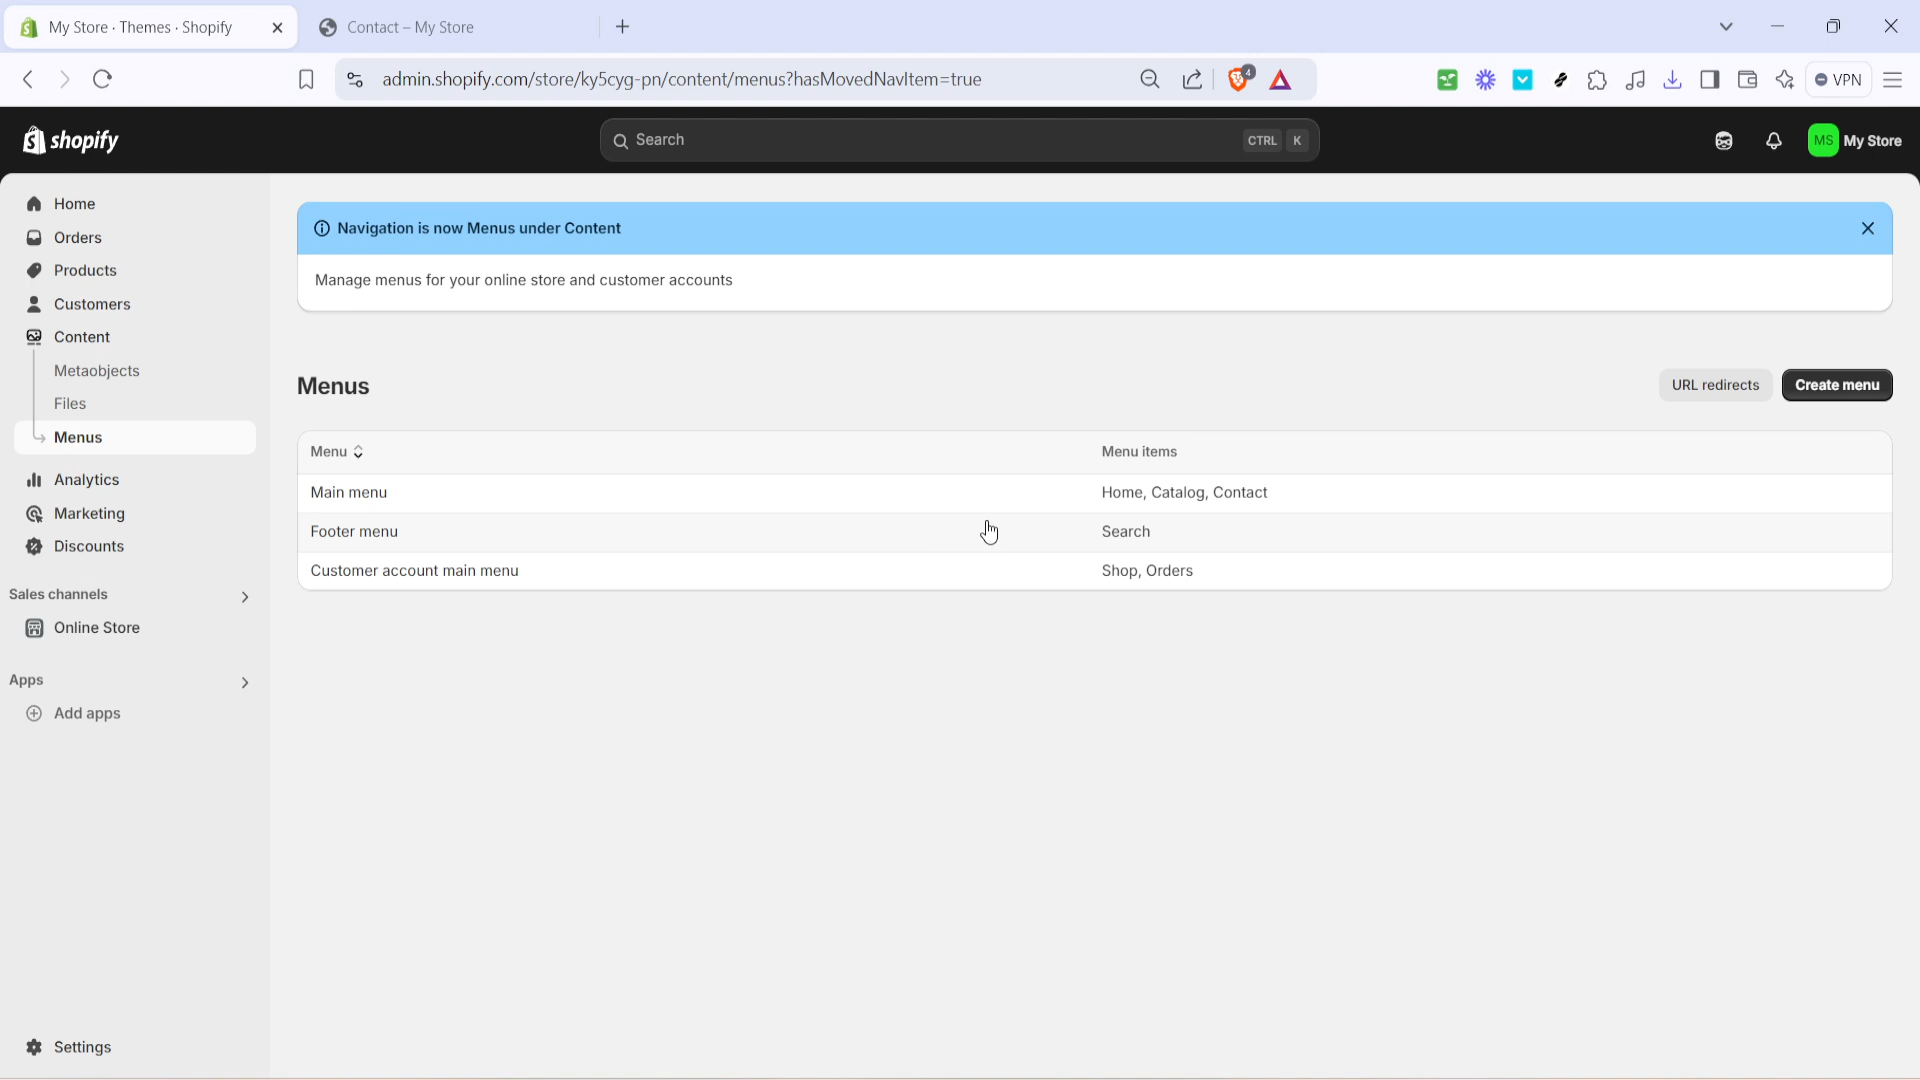 My Store · Themes · Shopify
Contact – My Store
admin.shopify.com/store/ky5cyg-pn/content/menus?hasMovedNavItem=true
4
VPN
shopify
Search
CTRL K
MS My Store
Home
Orders
Products
Customers
Content
Metaobjects
Files
Menus
Analytics
Marketing
Discounts
Sales channels
Online Store
Apps
Add apps
Settings
Navigation is now Menus under Content
Manage menus for your online store and customer accounts
Menus
URL redirects
Create menu
Menu Menu items
Main menu Home, Catalog, Contact
Footer menu Search
Customer account main menu Shop, Orders